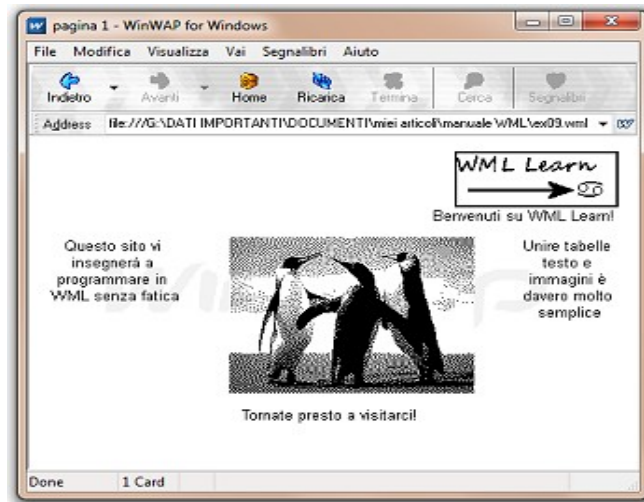 pagina 1 - WinWAP for Windows
File Modifica Visualizza Vai Segnalibri Aiuto
Indietro Avanti Home Ricarica Termina Cerca Segnalibri
Address file:///G:\DATI IMPORTANTI\DOCUMENTI\miei articoli\manuale WML\ex09.wml
WML Learn
Benvenuti su WML Learn!
Questo sito vi
insegnerà a
programmare in
WML senza fatica
Unire tabelle
testo e
immagini è
davero molto
semplice
Tornate presto a visitarci!
Done 1 Card